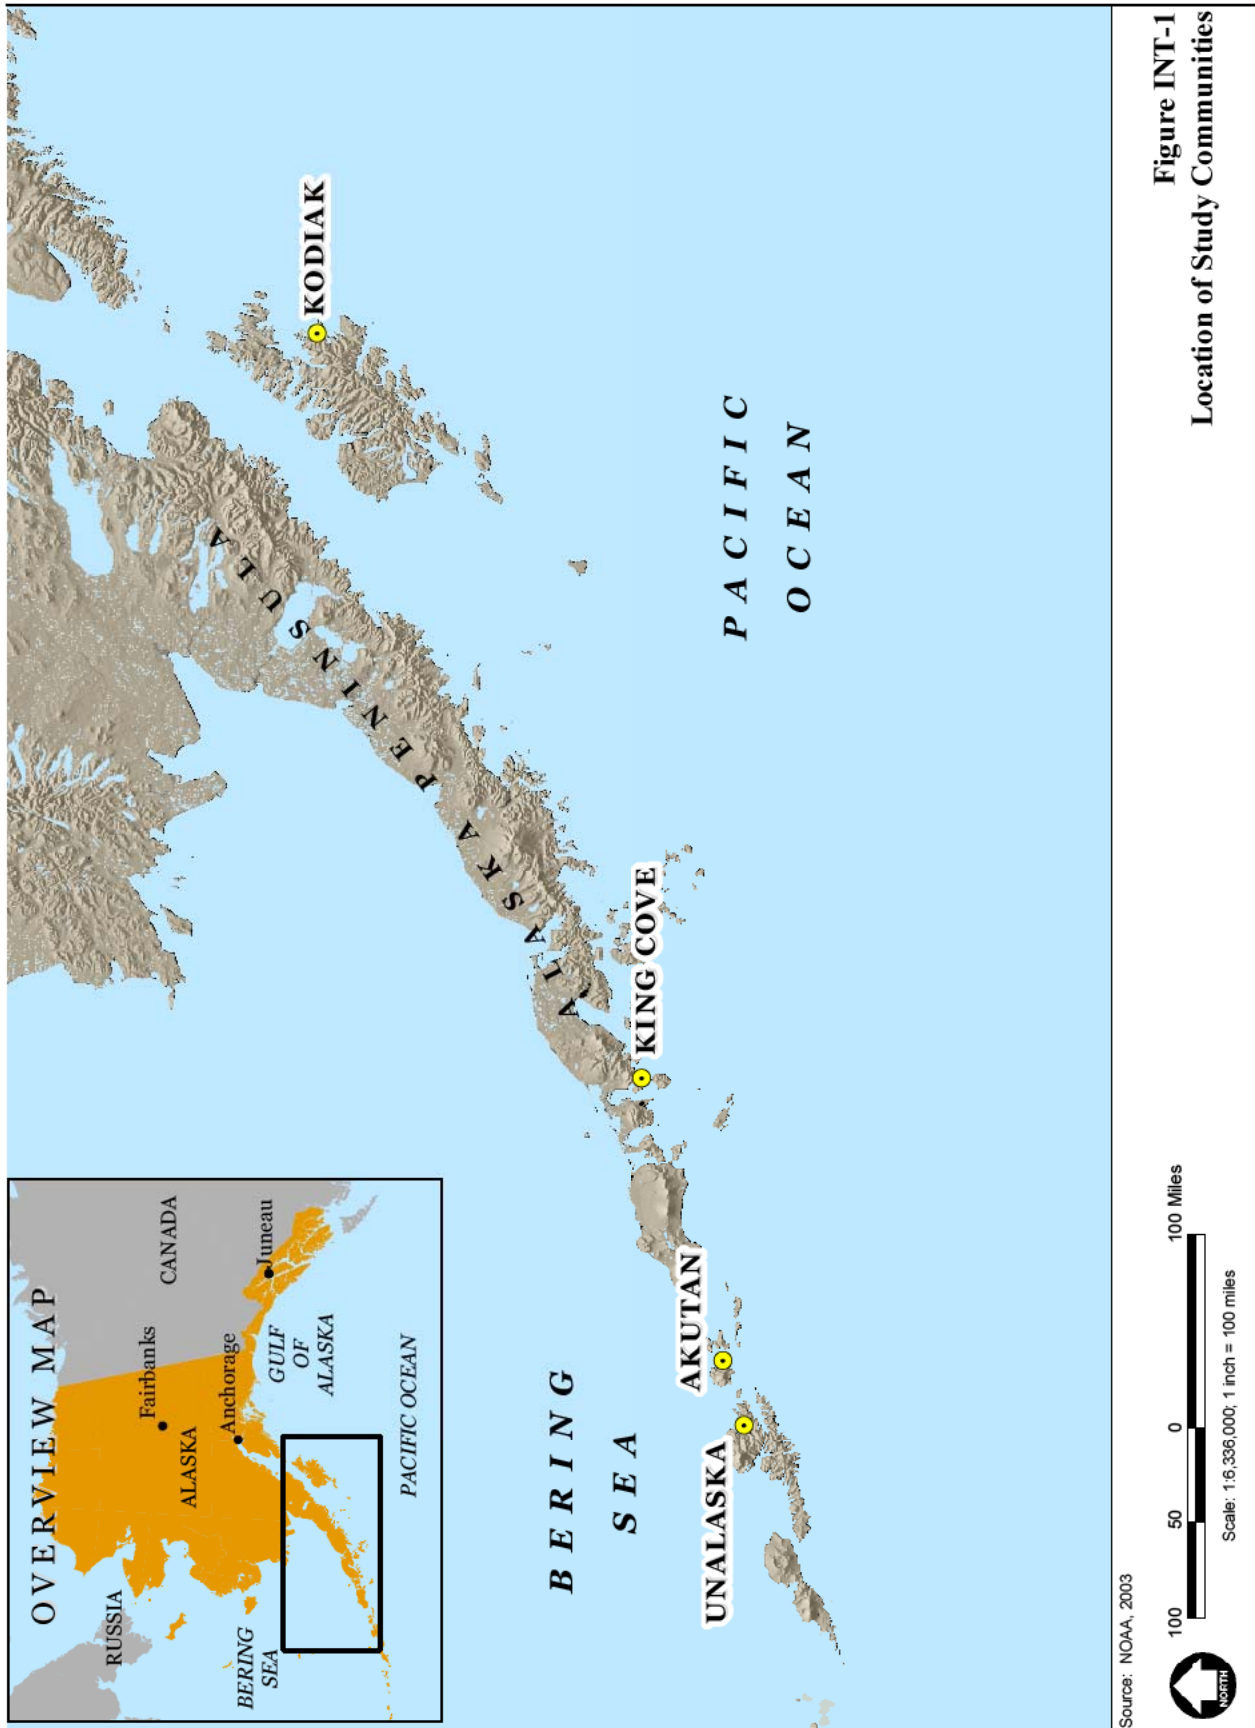 OVERVIEW MAP
RUSSIA
Fairbanks
CANADA
ALASKA
Anchorage
Juneau
BERING
SEA
GULF
OF
ALASKA
PACIFIC OCEAN
ALASKA PENINSULA
KODIAK
BERING
SEA
KING COVE
AKUTAN
UNALASKA
PACIFIC
OCEAN
Source: NOAA, 2003
NORTH
100 50 0 100 Miles
Scale: 1:6,336,000; 1 inch = 100 miles
Figure INT-1
Location of Study Communities